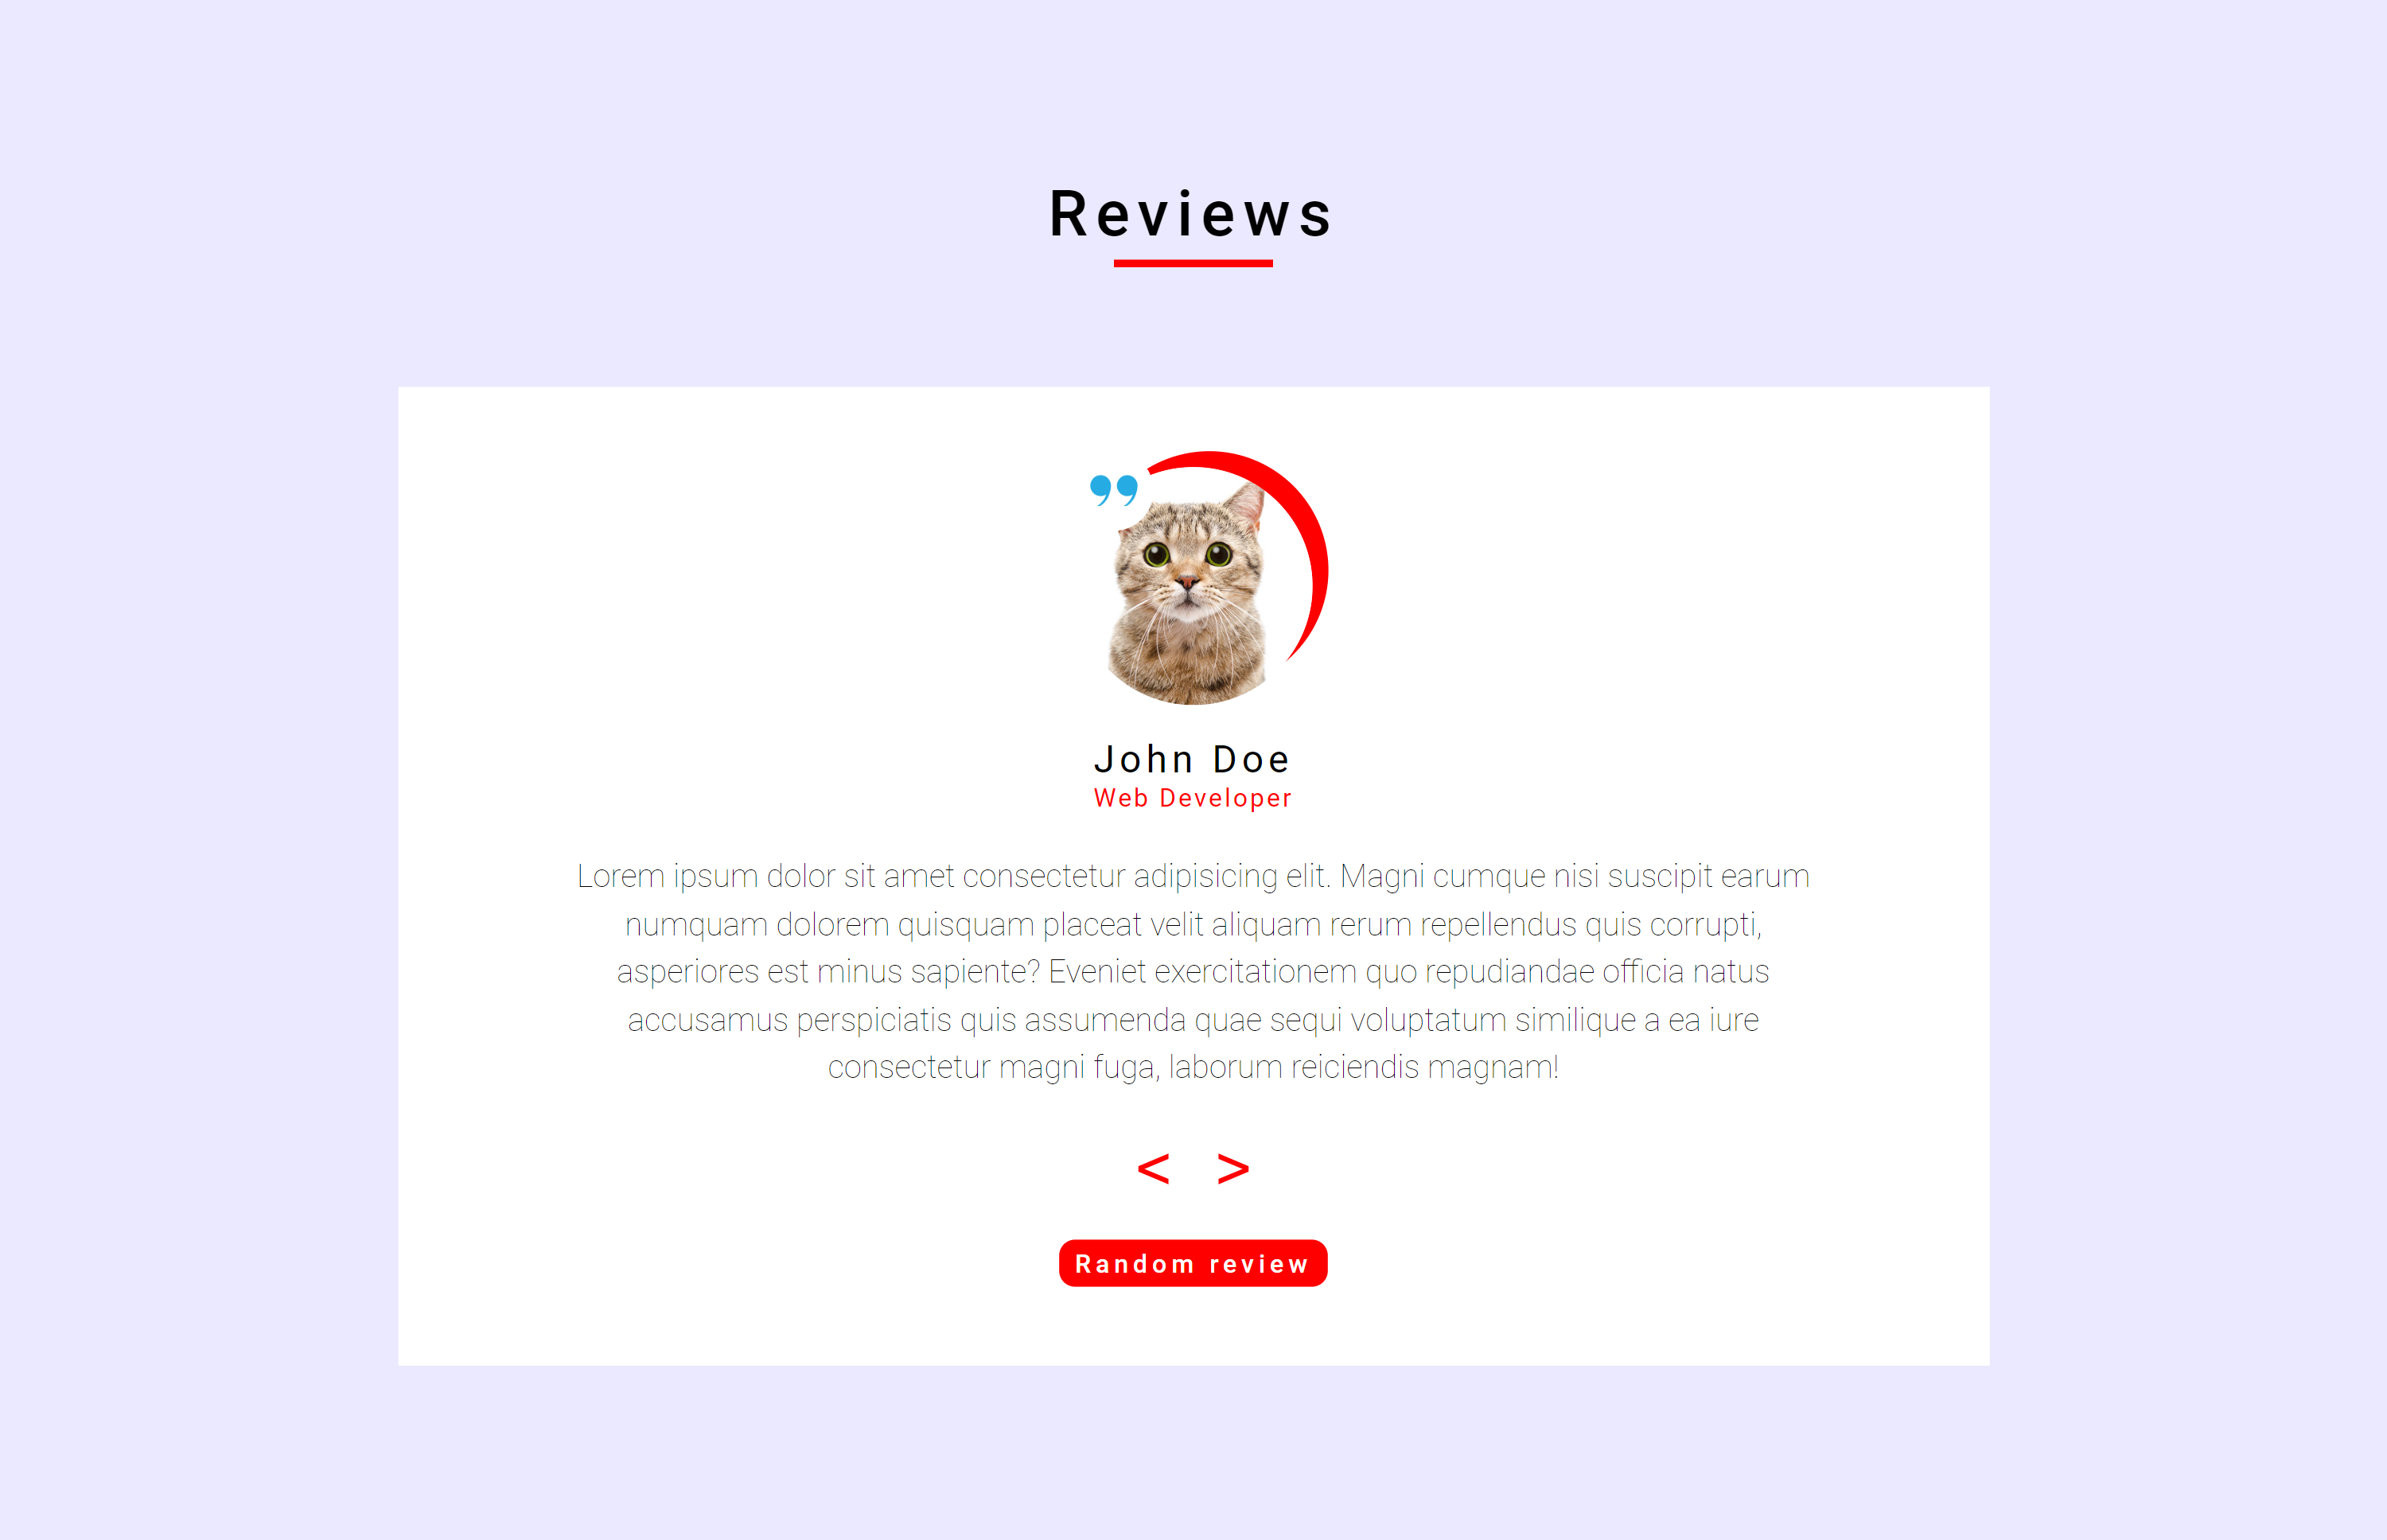 Reviews
”
John Doe
Web Developer
Lorem ipsum dolor sit amet consectetur adipisicing elit. Magni cumque nisi suscipit earum
numquam dolorem quisquam placeat velit aliquam rerum repellendus quis corrupti,
asperiores est minus sapiente? Eveniet exercitationem quo repudiandae officia natus
accusamus perspiciatis quis assumenda quae sequi voluptatum similique a ea iure
consectetur magni fuga, laborum reiciendis magnam!
< >
Random review